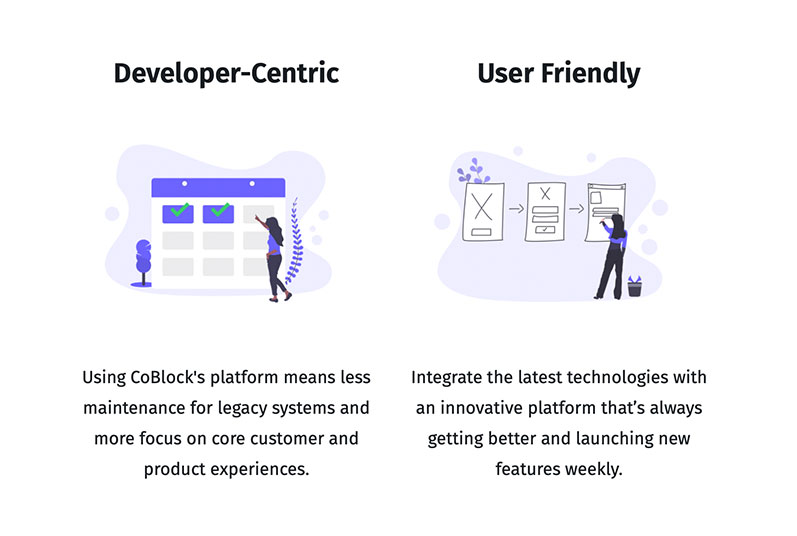 Developer-Centric
Using CoBlock's platform means less
maintenance for legacy systems and
more focus on core customer and
product experiences.
User Friendly
Integrate the latest technologies with
an innovative platform that’s always
getting better and launching new
features weekly.